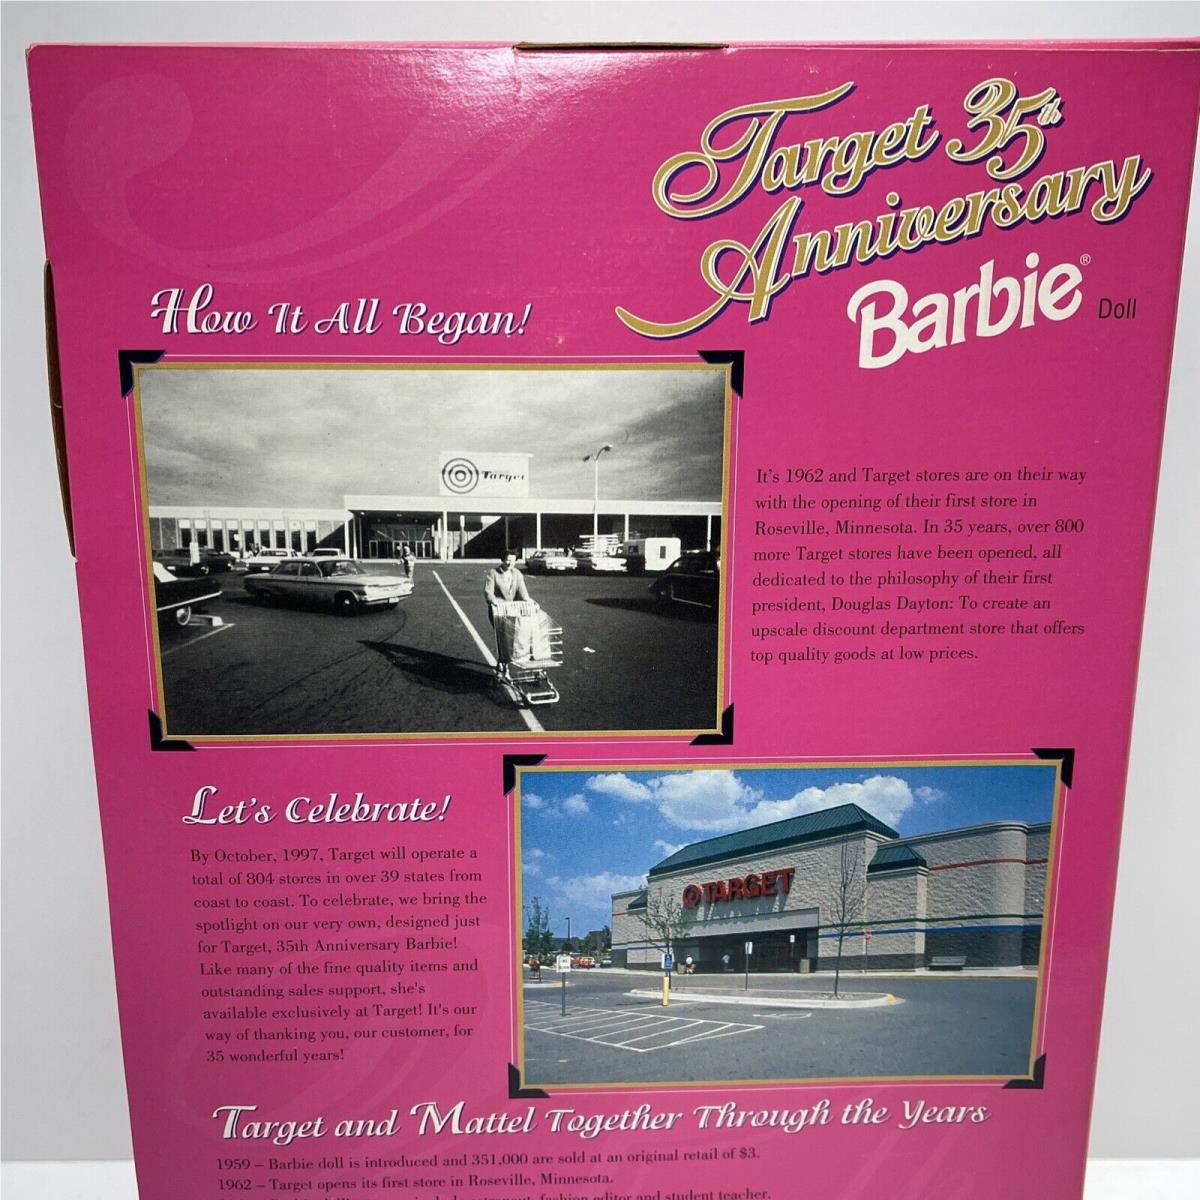 Target 35th
Anniversary
Barbie® Doll
How It All Began!
Target
It's 1962 and Target stores are on their way
with the opening of their first store in
Roseville, Minnesota. In 35 years, over 800
more Target stores have been opened, all
dedicated to the philosophy of their first
president, Douglas Dayton: To create an
upscale discount department store that offers
top quality goods at low prices.
Let's Celebrate!
By October, 1997, Target will operate a
total of 804 stores in over 39 states from
coast to coast. To celebrate, we bring the
spotlight on our very own, designed just
for Target, 35th Anniversary Barbie!
Like many of the fine quality items and
outstanding sales support, she's
available exclusively at Target! It's our
way of thanking you, our customer, for
35 wonderful years!
TARGET
Target and Mattel Together Through the Years
1959 – Barbie doll is introduced and 351,000 are sold at an original retail of $3.
1962 – Target opens its first store in Roseville, Minnesota.
fashion editor and student teacher.